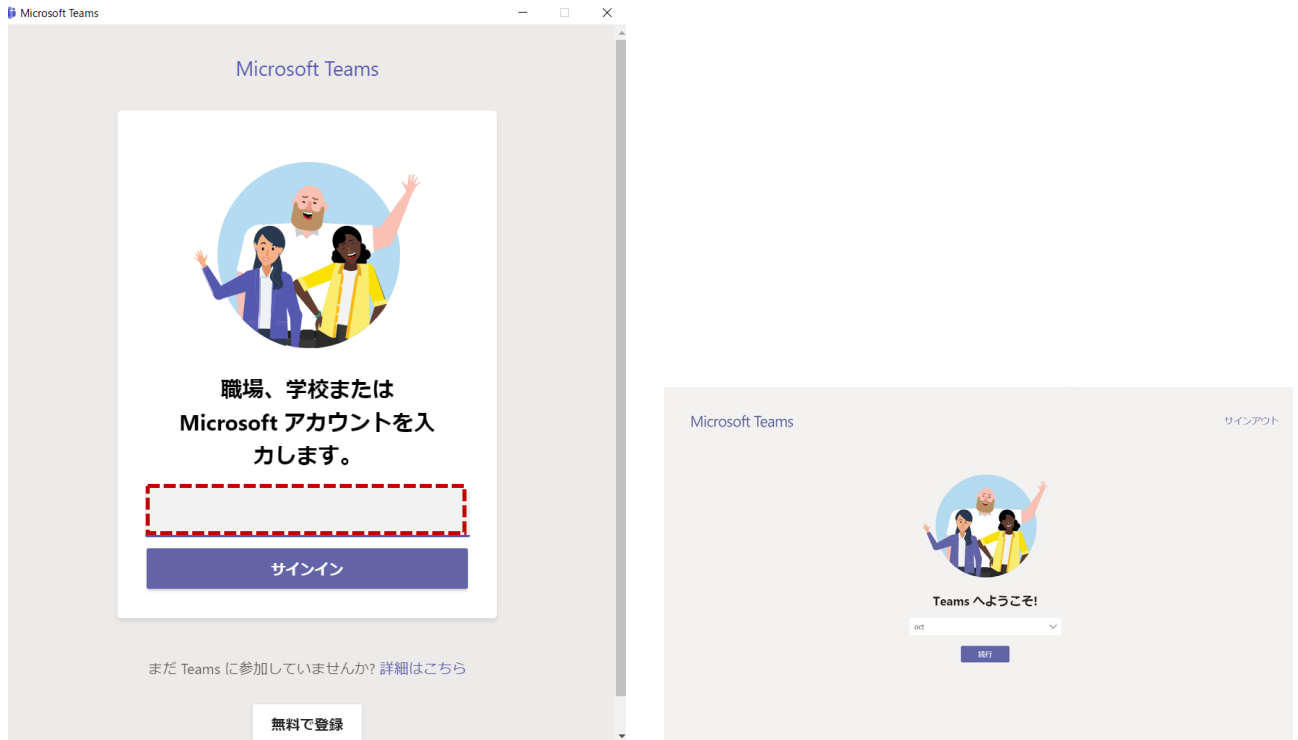 Microsoft Teams
Microsoft Teams
職場、学校または
Microsoft アカウントを入
力します。
サインイン
まだ Teams に参加していませんか? 詳細はこちら
無料で登録
Microsoft Teams
サインアウト
Teams へようこそ!
oct
続行